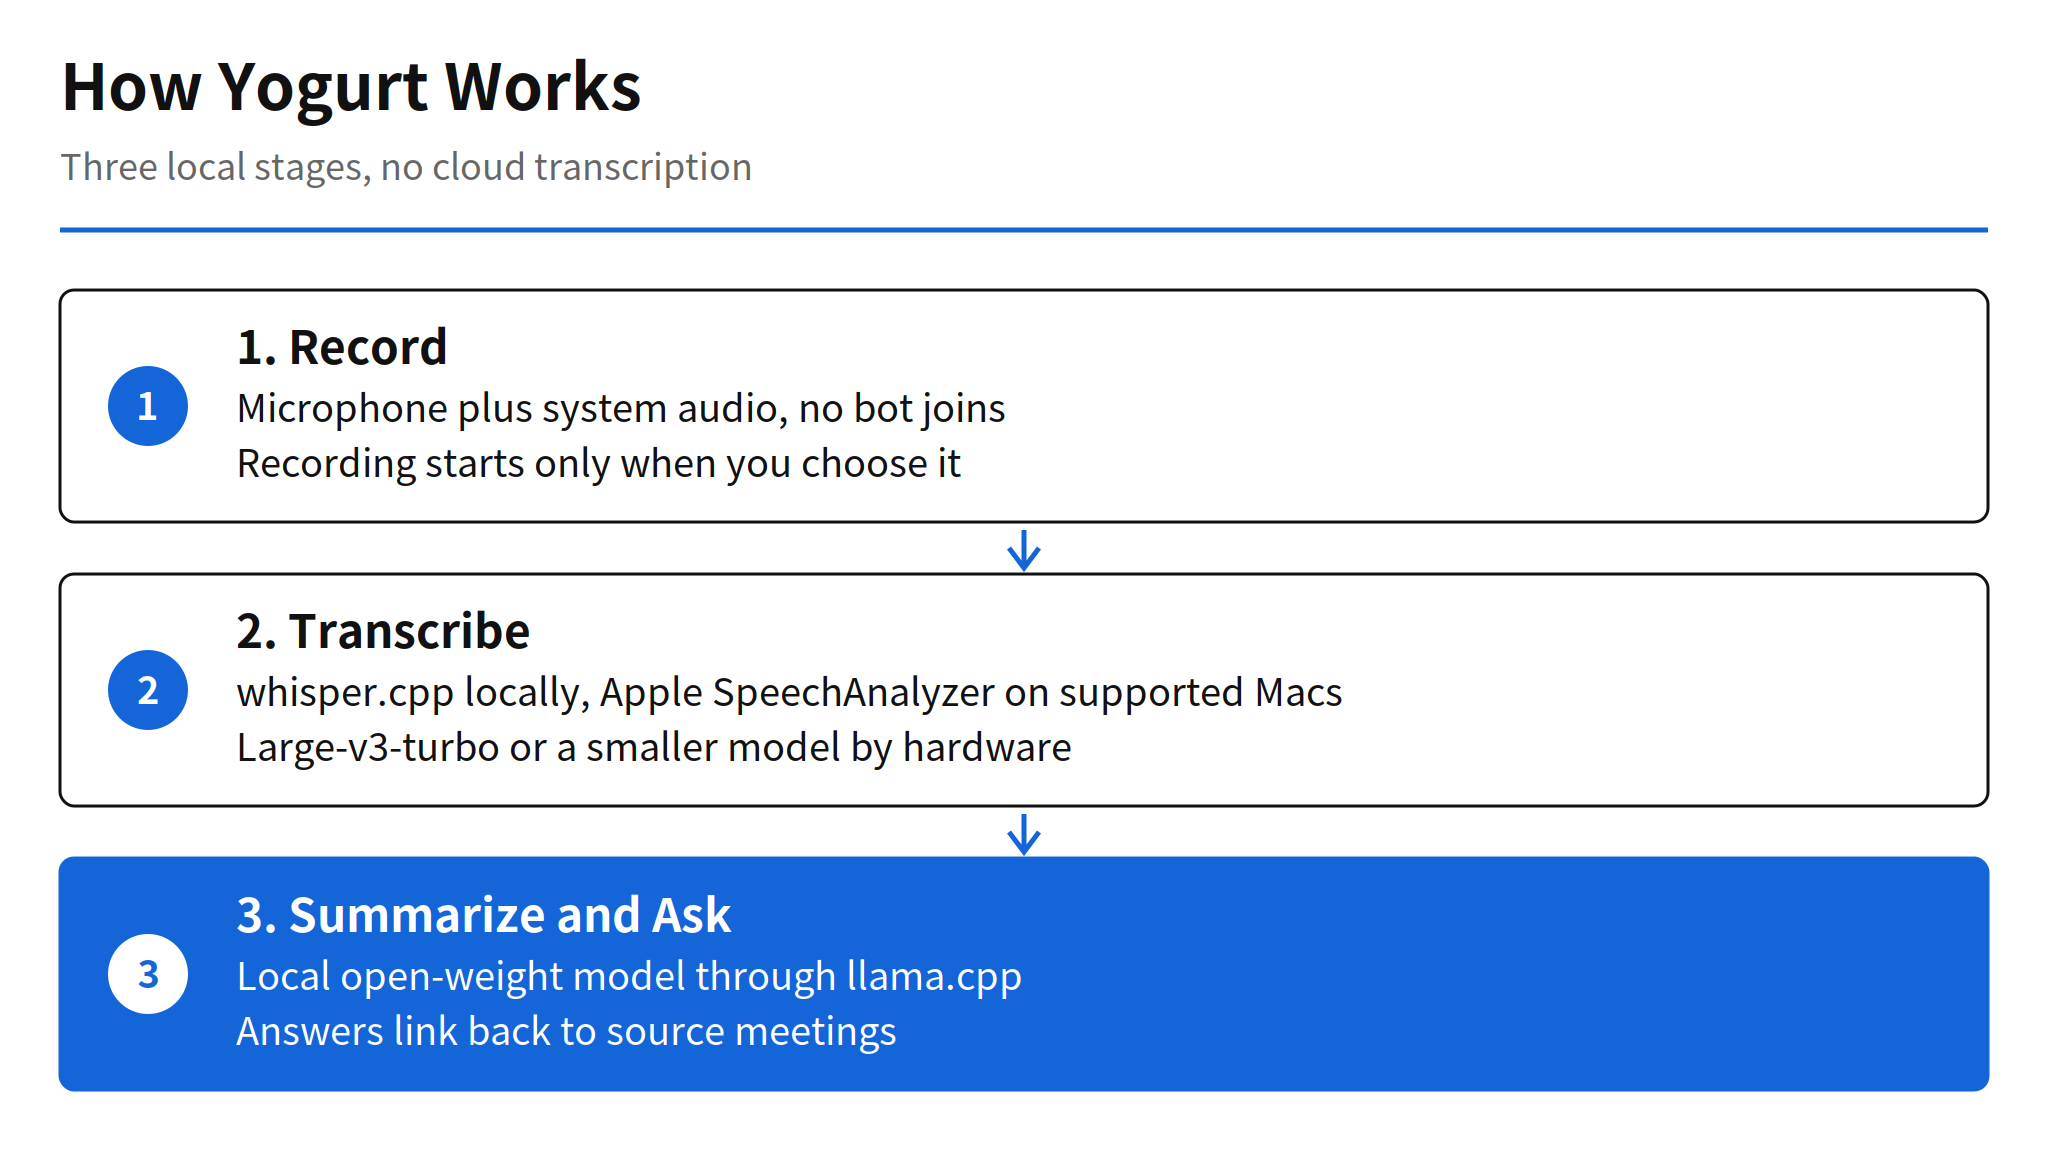 How Yogurt Works
Three local stages, no cloud transcription
1
1. Record
Microphone plus system audio, no bot joins
Recording starts only when you choose it
2
2. Transcribe
whisper.cpp locally, Apple SpeechAnalyzer on supported Macs
Large-v3-turbo or a smaller model by hardware
3
3. Summarize and Ask
Local open-weight model through llama.cpp
Answers link back to source meetings